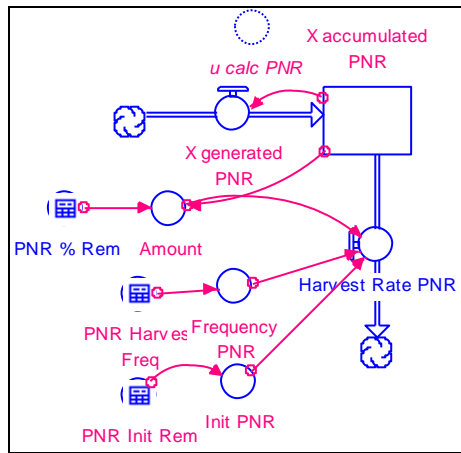 X accumulated
PNR
u calc PNR
X generated
PNR
PNR % Rem
Amount
Harvest Rate PNR
PNR Harves
Freq
Frequency
PNR
PNR Init Rem
Init PNR